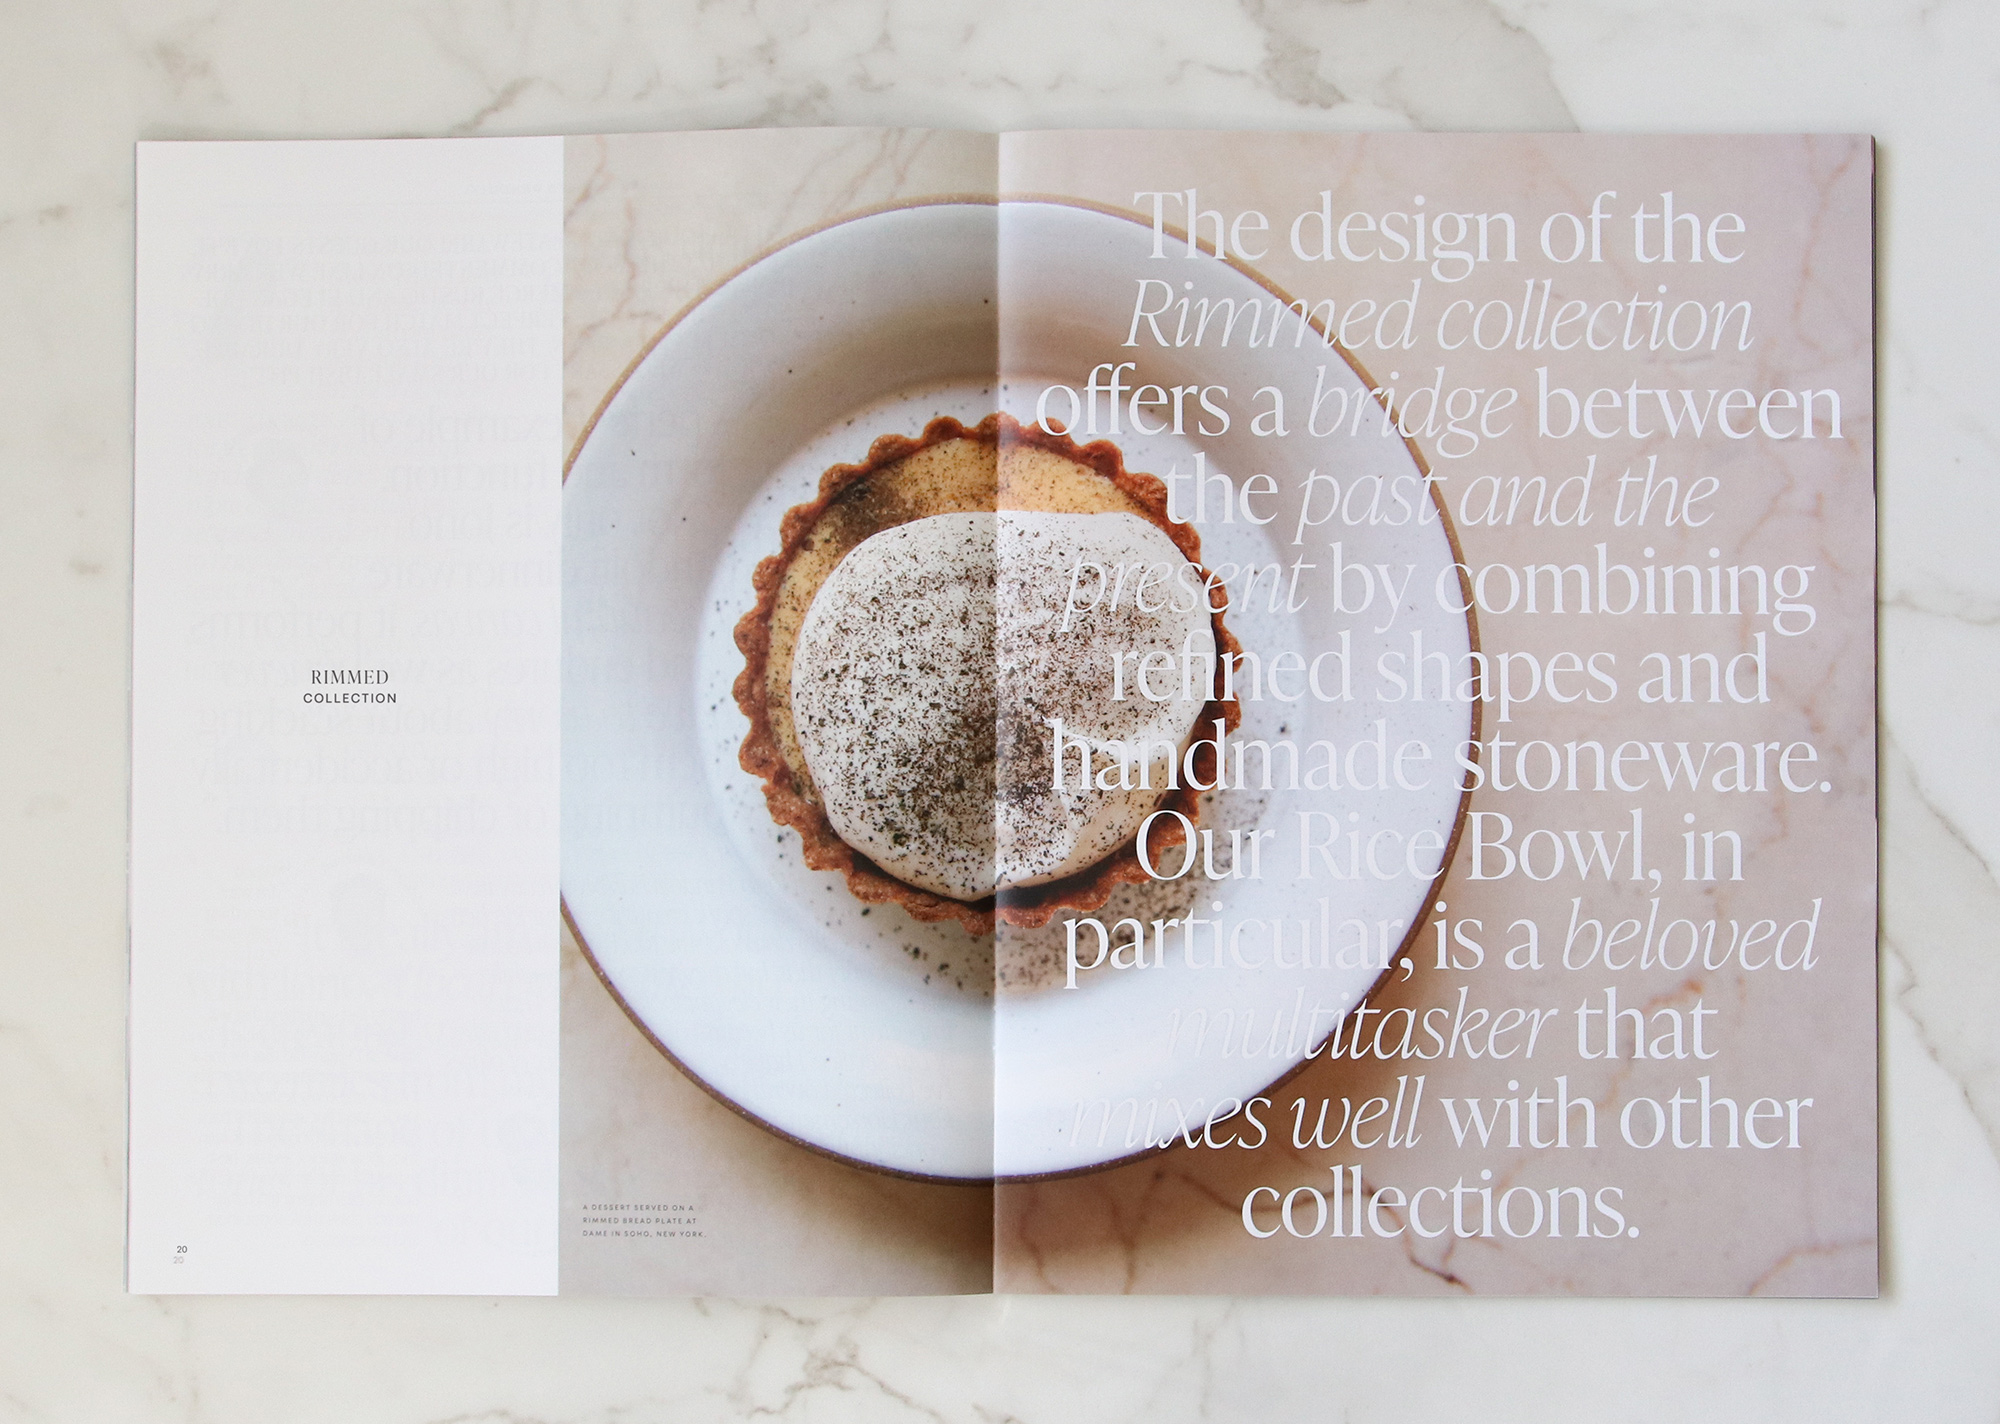 RIMMED
COLLECTION
20
20
A DESSERT SERVED ON A
RIMMED BREAD PLATE AT
DAME IN SOHO, NEW YORK.
The design of the
Rimmed collection
offers a bridge between
the past and the
present by combining
refined shapes and
handmade stoneware.
Our Rice Bowl, in
particular, is a beloved
multitasker that
mixes well with other
collections.